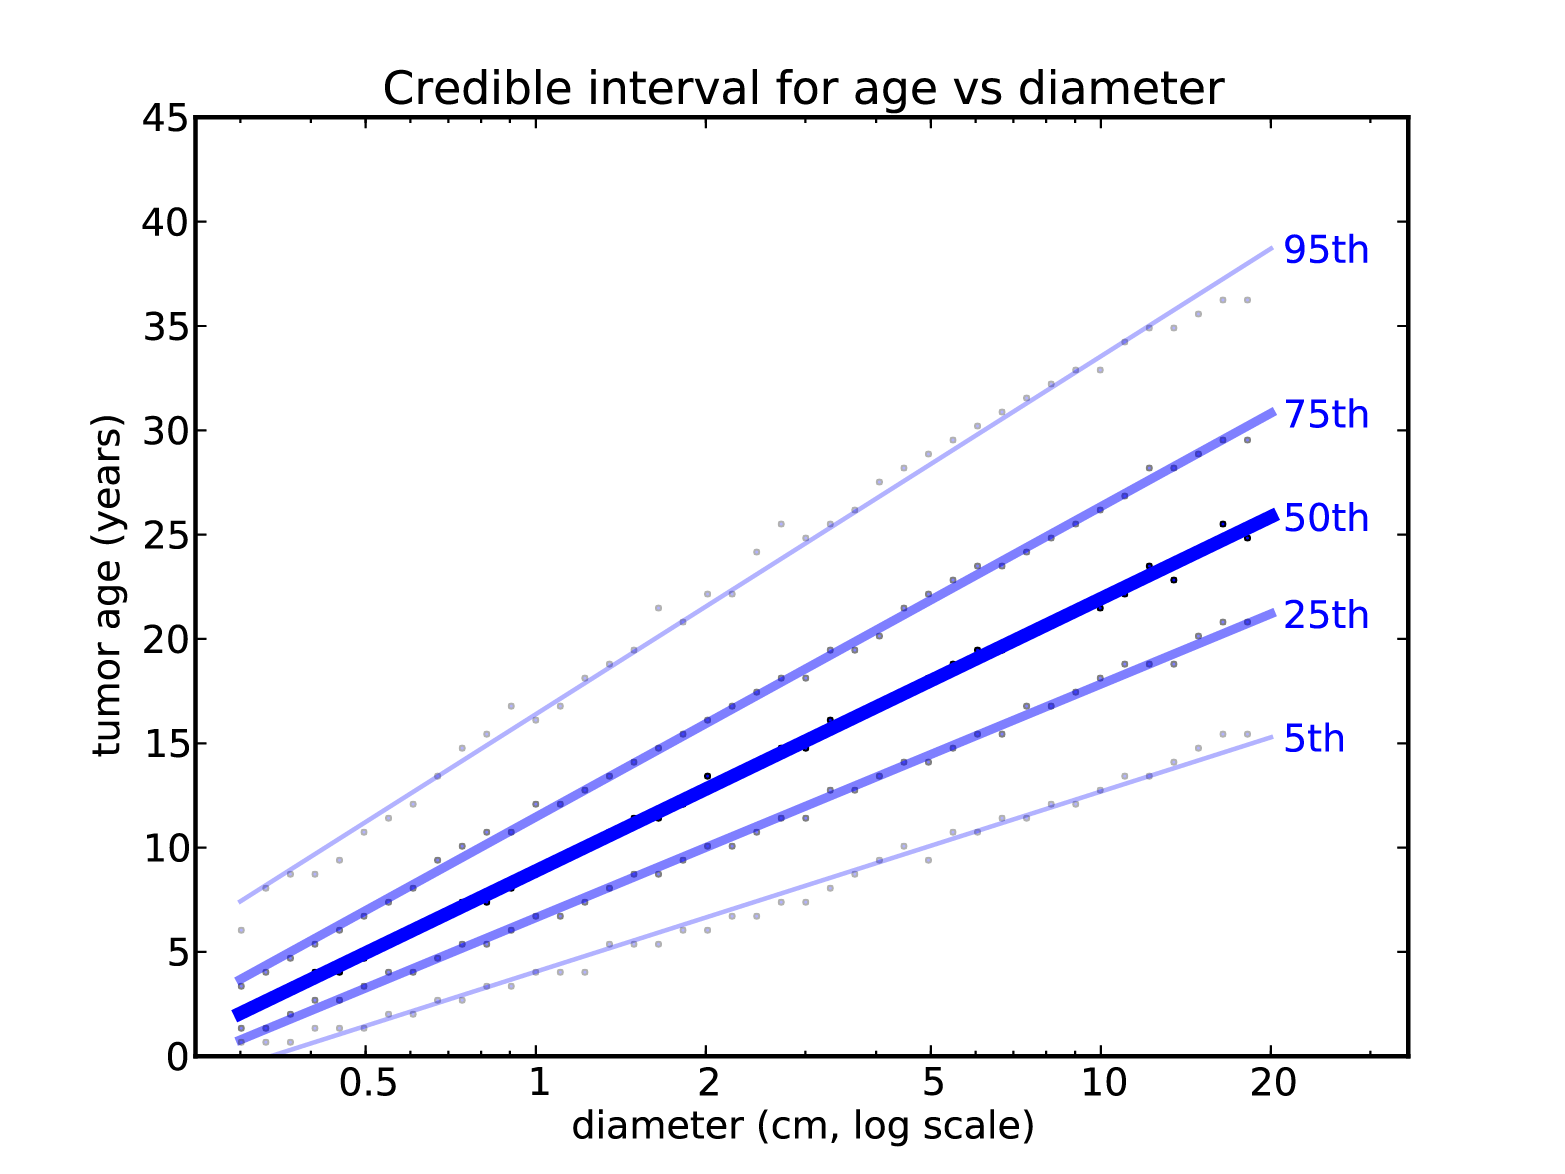 Credible interval for age vs diameter
45
40
35
30
25
20
15
10
5
0
tumor age (years)
95th
75th
50th
25th
5th
0.5 1 2 5 10 20
diameter (cm, log scale)